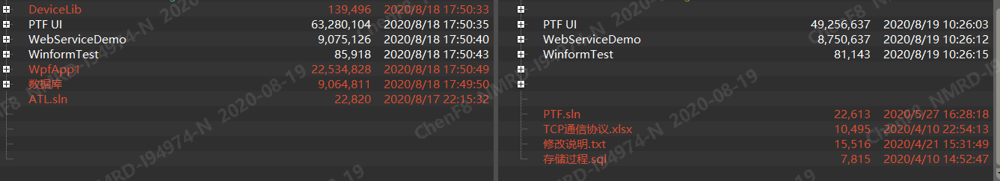 DeviceLib 139,496 2020/8/18 17:50:33
PTF UI 63,280,104 2020/8/18 17:50:35 PTF UI 49,256,637 2020/8/19 10:26:03
WebServiceDemo 9,075,126 2020/8/18 17:50:40 WebServiceDemo 8,750,637 2020/8/19 10:26:12
WinformTest 85,918 2020/8/18 17:50:43 WinformTest 81,143 2020/8/19 10:26:15
WpfApp1 22,534,828 2020/8/18 17:50:49
数据库 9,064,811 2020/8/18 17:49:50
ATL.sln 22,820 2020/8/17 22:15:32
PTF.sln 22,613 2020/5/27 16:28:18
TCP通信协议.xlsx 10,495 2020/4/10 22:54:13
修改说明.txt 15,516 2020/4/21 15:31:49
存储过程.sql 7,815 2020/4/10 14:52:47
ChenF8 NMRD-I94974-N 2020-08-19